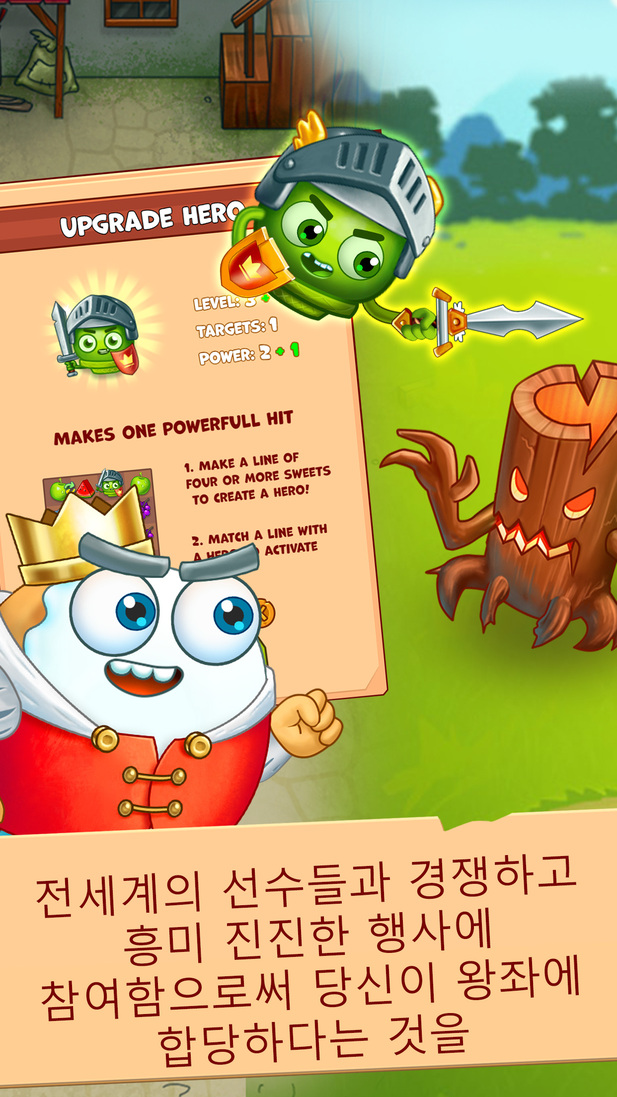 UPGRADE HERO
LEVEL: 3 +
TARGETS: 1
POWER: 2 + 1
MAKES ONE POWERFULL HIT
1. MAKE A LINE OF
FOUR OR MORE SWEETS
TO CREATE A HERO!
2. MATCH A LINE WITH
A ACTIVATE
전세계의 선수들과 경쟁하고
흥미 진진한 행사에
참여함으로써 당신이 왕좌에
합당하다는 것을